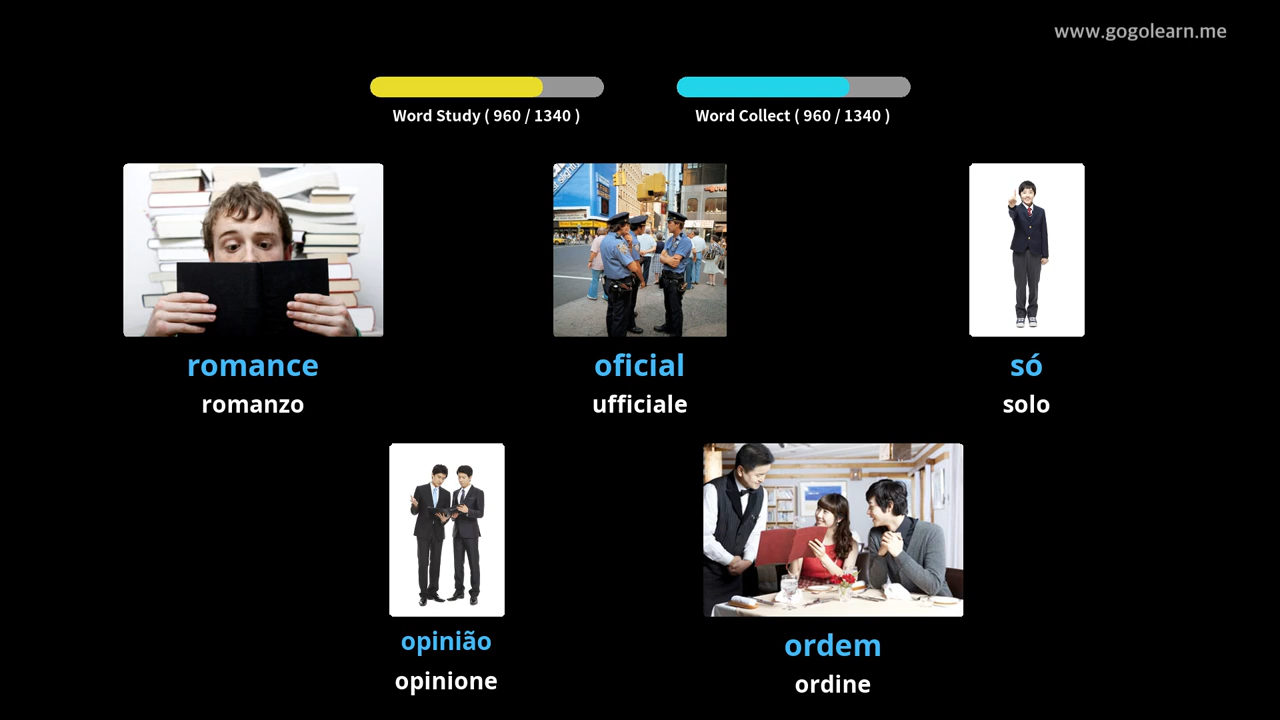 www.gogolearn.me
Word Study ( 960 / 1340 )
Word Collect ( 960 / 1340 )
romance
romanzo
oficial
ufficiale
só
solo
opinião
opinione
ordem
ordine